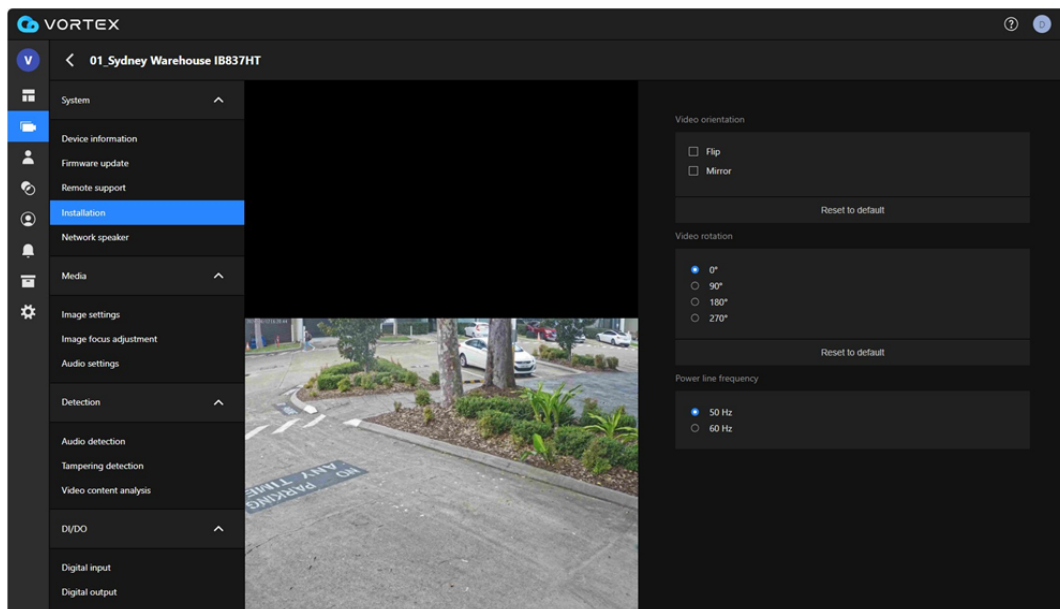 VORTEX
D
V
01_Sydney Warehouse IB837HT
System
Device information
Firmware update
Remote support
Installation
Network speaker
Media
Image settings
Image focus adjustment
Audio settings
Detection
Audio detection
Tampering detection
Video content analysis
DI/DO
Digital input
Digital output
NO
PARKING
ANY TIME
Video orientation
Flip
Mirror
Reset to default
Video rotation
0°
90°
180°
270°
Reset to default
Power line frequency
50 Hz
60 Hz